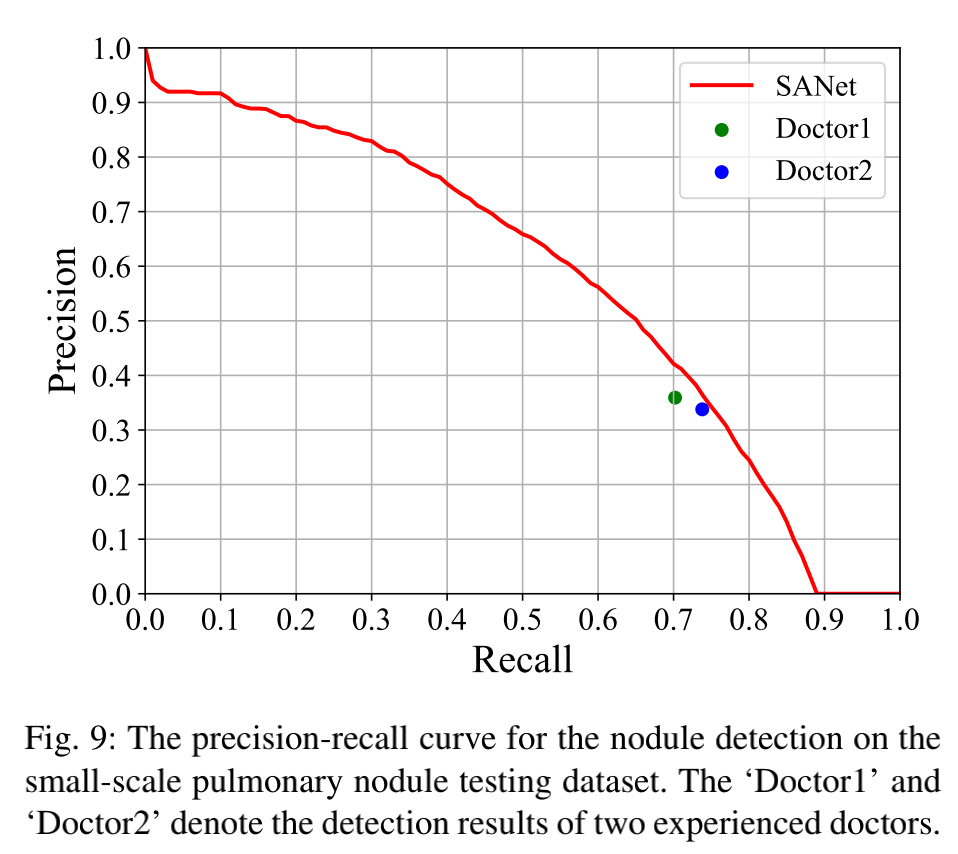 1.0
0.9
0.8
0.7
0.6
0.5
0.4
0.3
0.2
0.1
0.0
Precision
SANet
Doctor1
Doctor2
0.0 0.1 0.2 0.3 0.4 0.5 0.6 0.7 0.8 0.9 1.0
Recall
Fig. 9: The precision-recall curve for the nodule detection on the
small-scale pulmonary nodule testing dataset. The ‘Doctor1’ and
‘Doctor2’ denote the detection results of two experienced doctors.